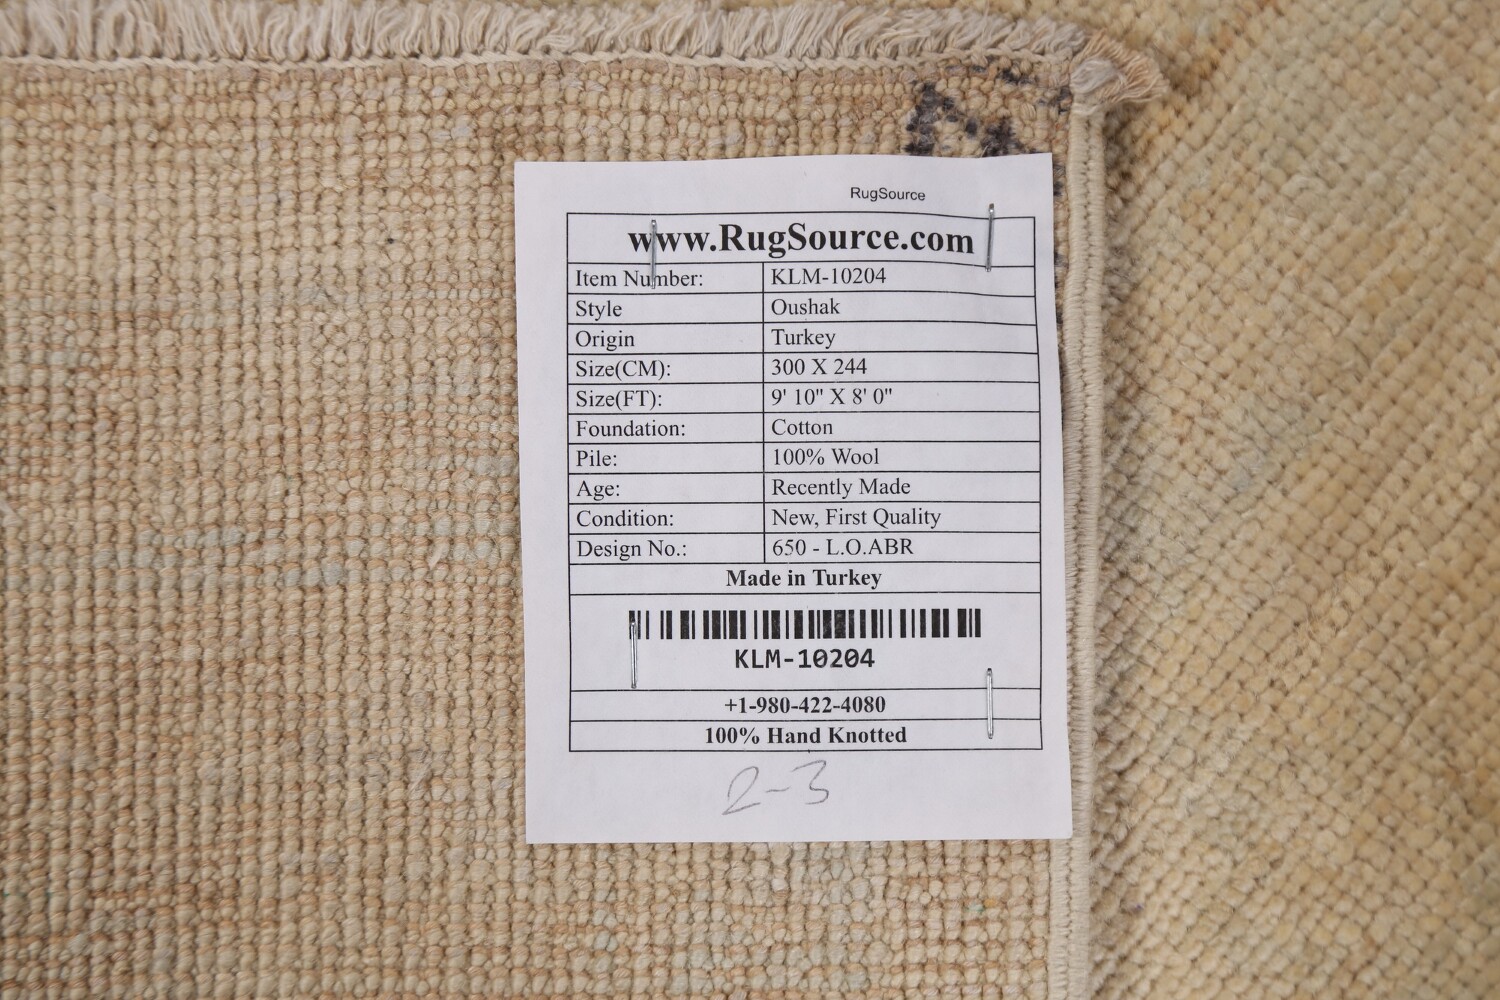 RugSource
www.RugSource.com
Item Number: KLM-10204
Style Oushak
Origin Turkey
Size(CM): 300 X 244
Size(FT): 9' 10" X 8' 0"
Foundation: Cotton
Pile: 100% Wool
Age: Recently Made
Condition: New, First Quality
Design No.: 650 - L.O.ABR
Made in Turkey
KLM-10204
+1-980-422-4080
100% Hand Knotted
2-3